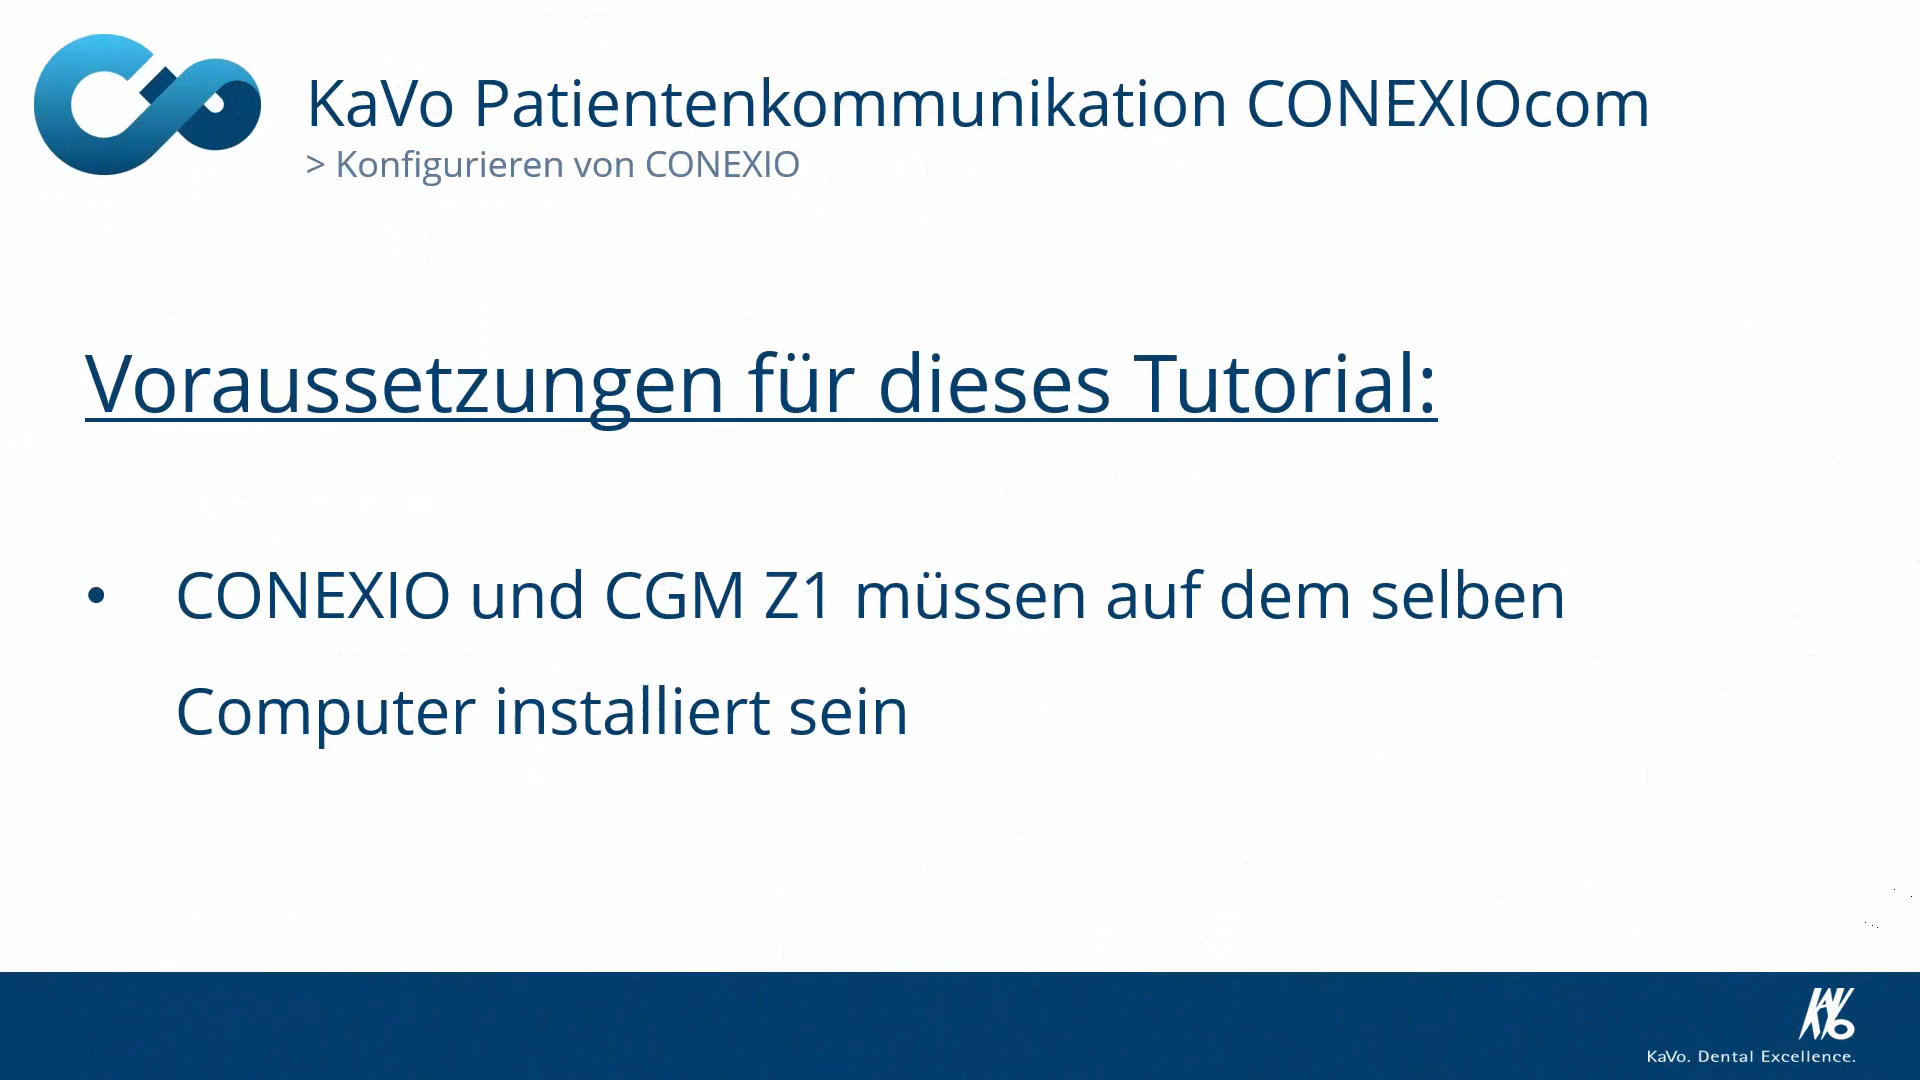 KaVo Patientenkommunikation CONEXIOcom
> Konfigurieren von CONEXIO
Voraussetzungen für dieses Tutorial:
• CONEXIO und CGM Z1 müssen auf dem selben
Computer installiert sein
KaVo
KaVo. Dental Excellence.